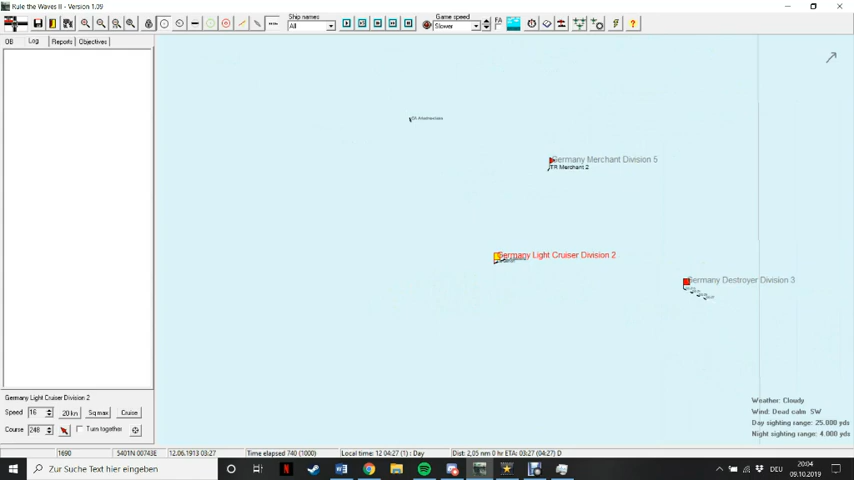 Rule the Waves II - Version 1.09
Ship names
All
Game speed
Slower
FA
OB Log Reports Objectives
Germany Merchant Division 5
TR Merchant 2
Germany Light Cruiser Division 2
Germany Destroyer Division 3
Germany Light Cruiser Division 2
Speed 16 20 kn Sq max Cruise
Course 248 Turn together
Weather: Cloudy
Wind: Dead calm SW
Day sighting range: 25.000 yds
Night sighting range: 4.000 yds
1690 5401N 00743E 12.06.1913 03:27 Time elapsed 740 (1000) Local time: 12 04:27 (1) : Day Dist: 2,05 nm 0 hr ETA: 03:27 (04:27) D
Zur Suche Text hier eingeben
DEU
20:04
09.10.2019